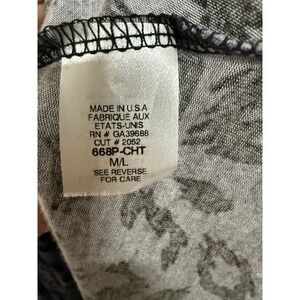 MADE IN U.S.A
FABRIQUE AUX
ETATS-UNIS
RN # GA39688
CUT # 2052
668P-CHT
M/L
SEE REVERSE
FOR CARE